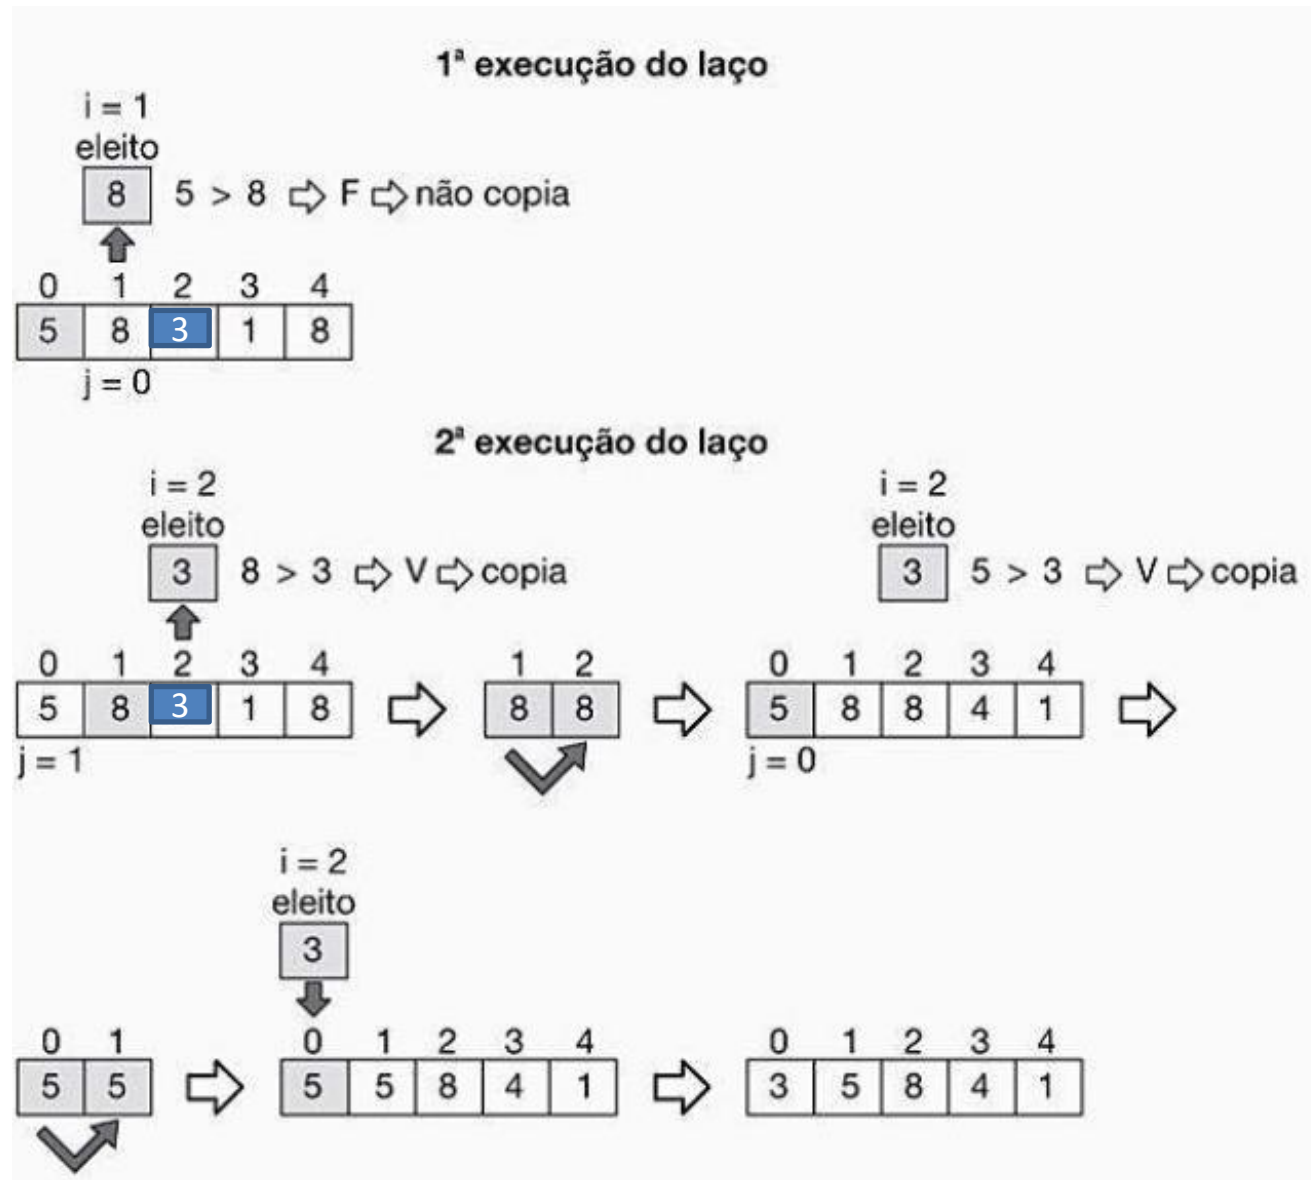 1ª execução do laço
i = 1
eleito
8 5 > 8 ⇨ F ⇨ não copia
0 1 2 3 4
5 8 3 1 8
j = 0
2ª execução do laço
i = 2 i = 2
eleito eleito
3 8 > 3 ⇨ V ⇨ copia 3 5 > 3 ⇨ V ⇨ copia
0 1 2 3 4 1 2 0 1 2 3 4
5 8 3 1 8 8 8 5 8 8 4 1
j = 1 j = 0
i = 2
eleito
3
0 1 0 1 2 3 4 0 1 2 3 4
5 5 5 5 8 4 1 3 5 8 4 1